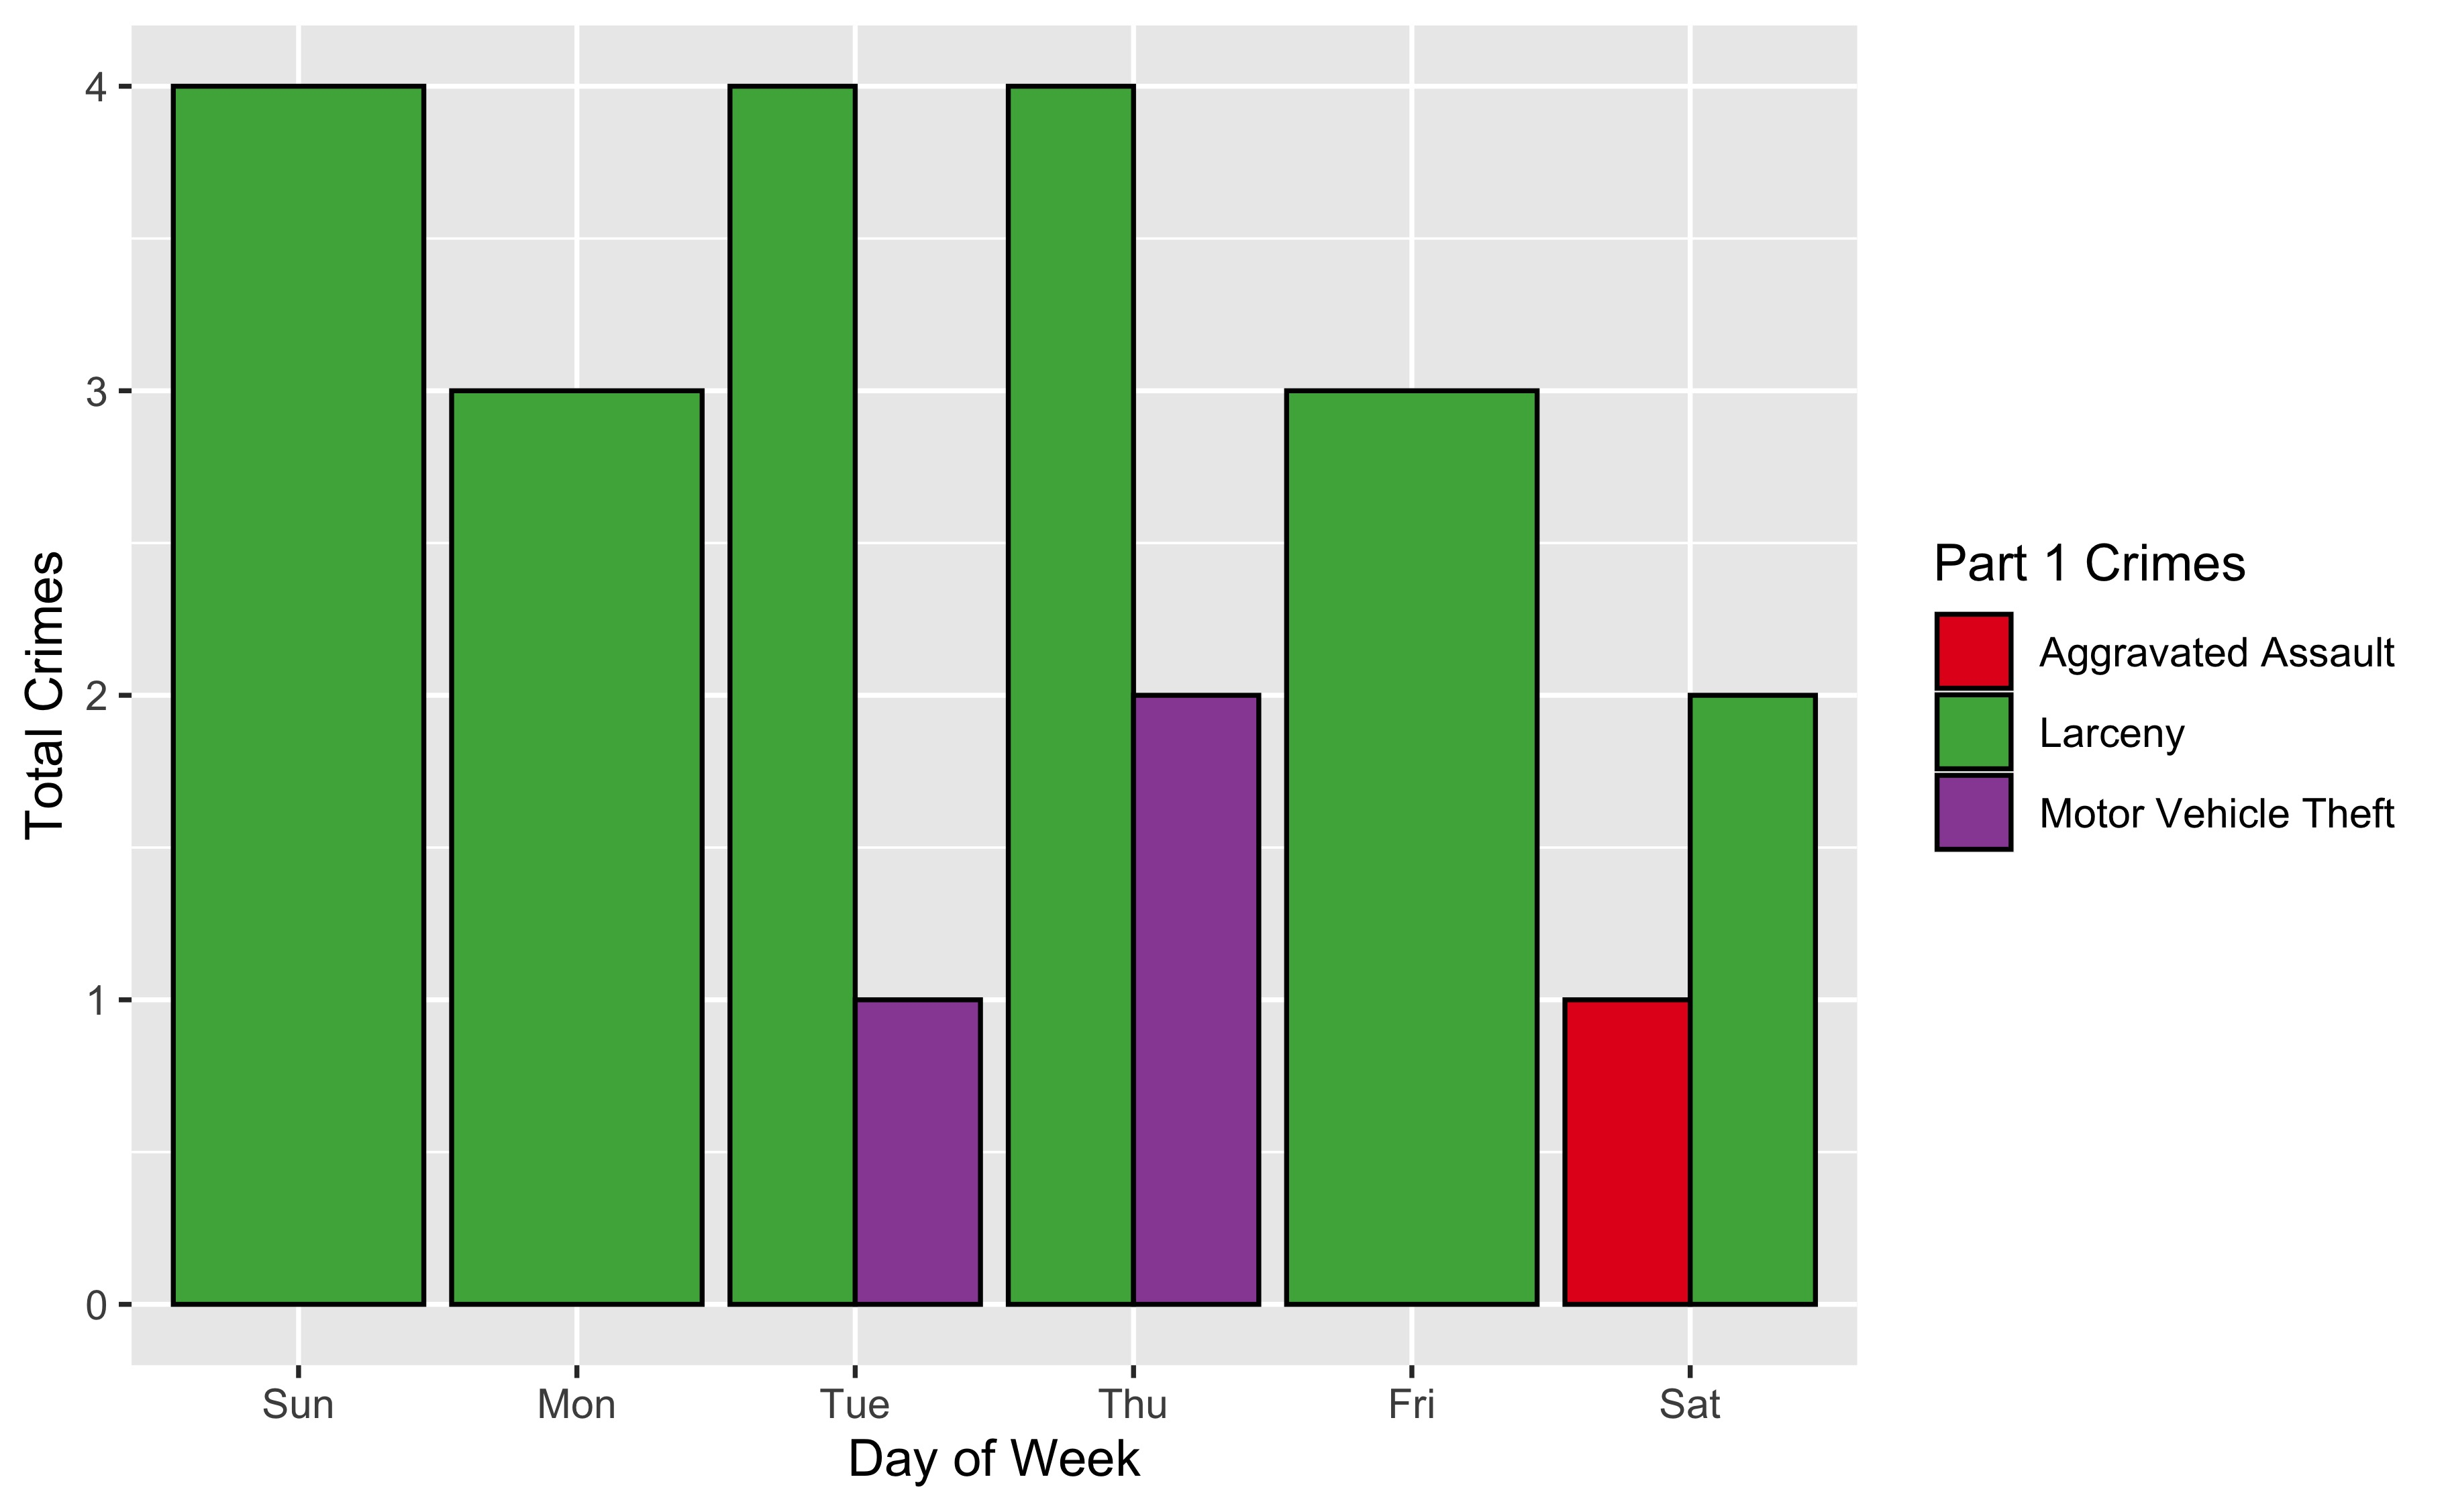 4
3
2
1
0
Total Crimes
Sun Mon Tue Thu Fri Sat
Day of Week
Part 1 Crimes
Aggravated Assault
Larceny
Motor Vehicle Theft